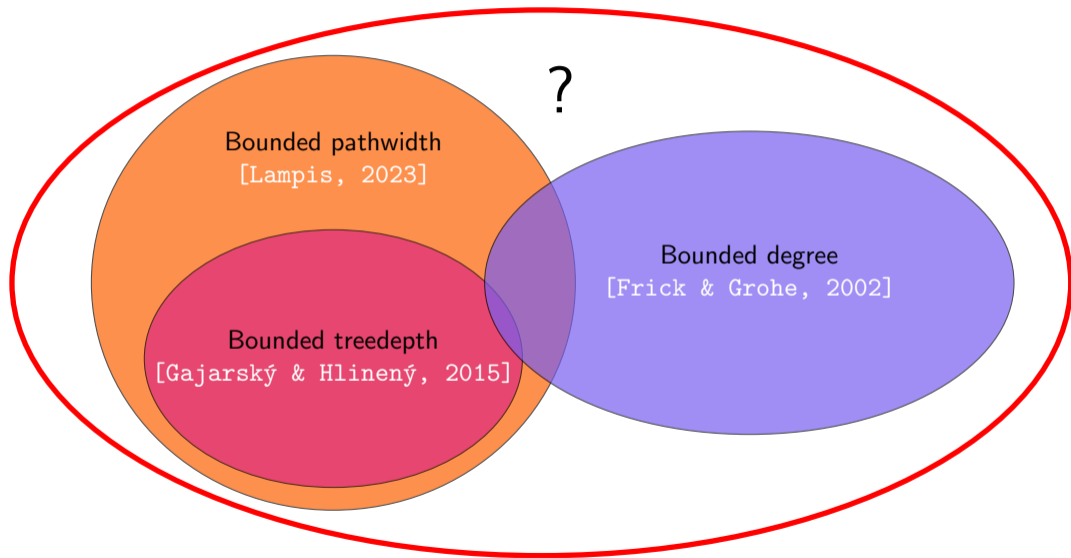 ?
Bounded pathwidth
[Lampis, 2023]
Bounded degree
[Frick & Grohe, 2002]
Bounded treedepth
[Gajarský & Hlinený, 2015]